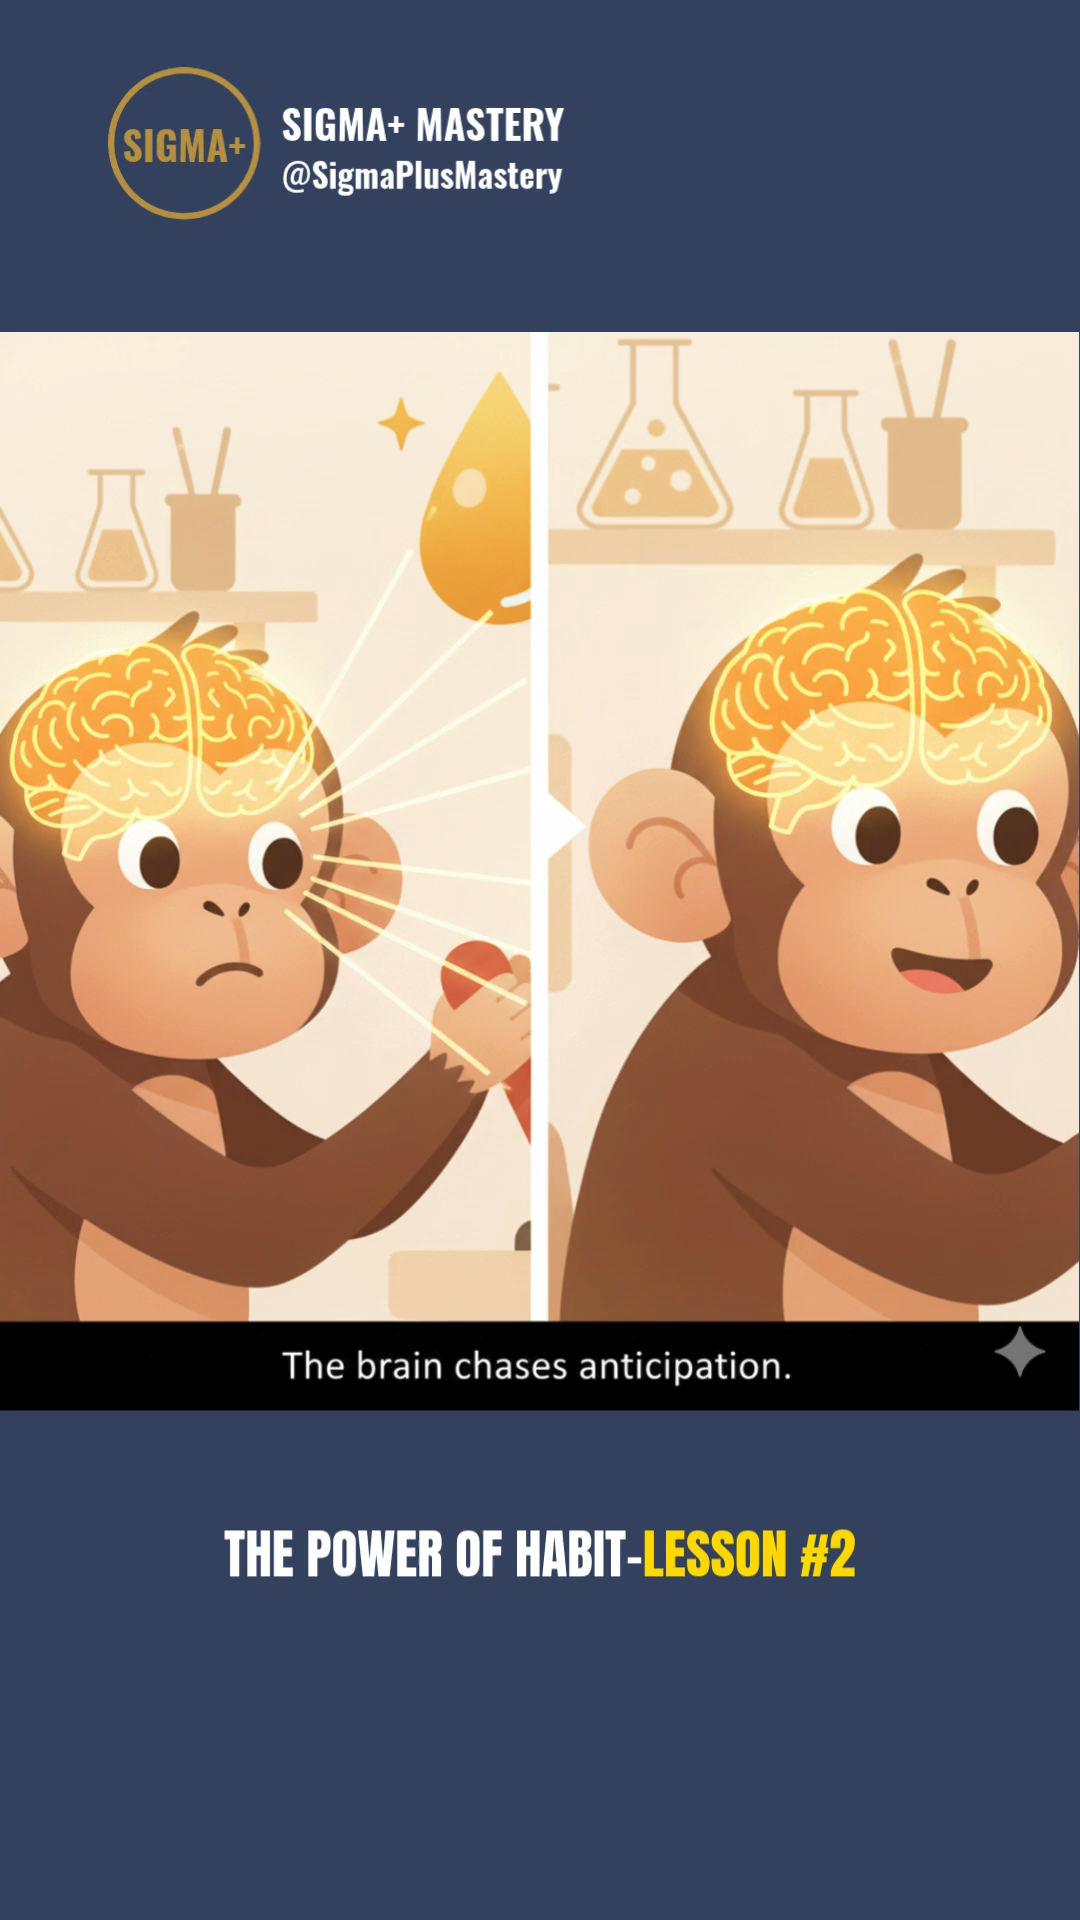 SIGMA+
SIGMA+ MASTERY
@SigmaPlusMastery
The brain chases anticipation.
THE POWER OF HABIT-LESSON #2